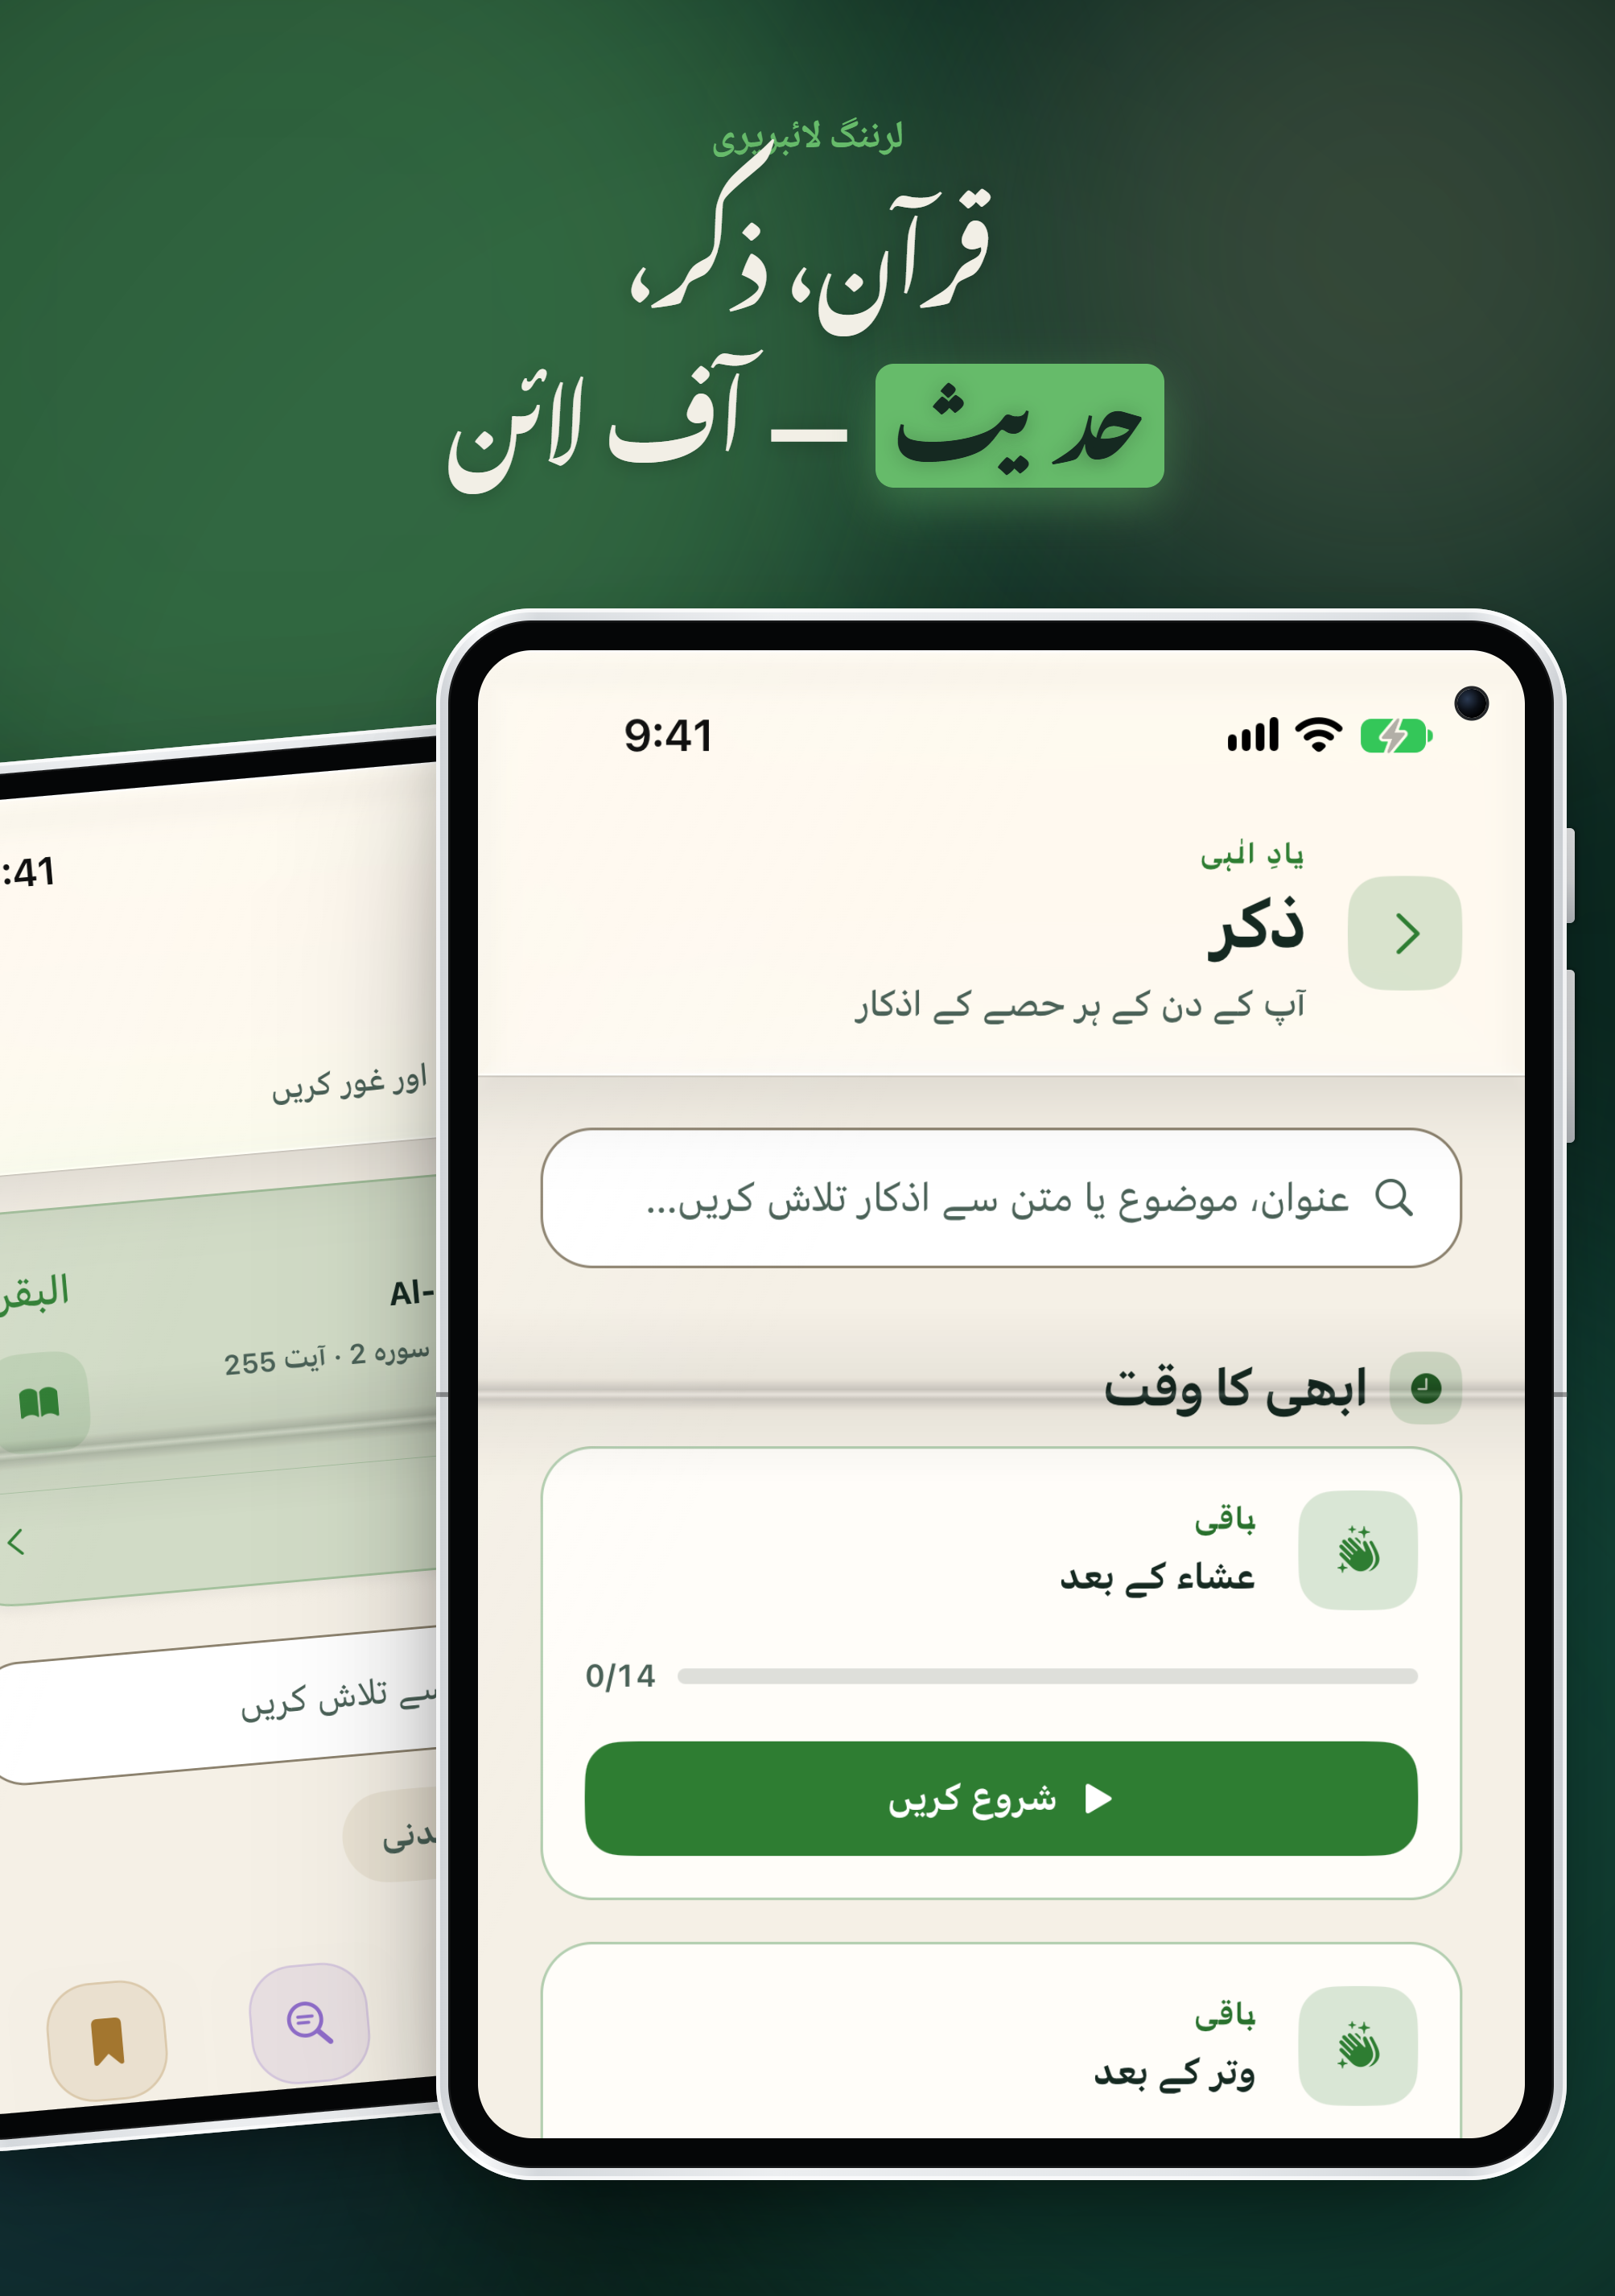 لرننگ لائبریری
قرآن، ذکر،
حدیث — آف لائن
9:41
یادِ الٰہی
ذکر
آپ کے دن کے ہر حصے کے اذکار
عنوان، موضوع یا متن سے اذکار تلاش کریں...
ابھی کا وقت
باقی
عشاء کے بعد
0/14
شروع کریں
باقی
وتر کے بعد
:41
اور غور کریں
Al-
البقر
سورہ 2 · آیت 255
سے تلاش کریں
دنی